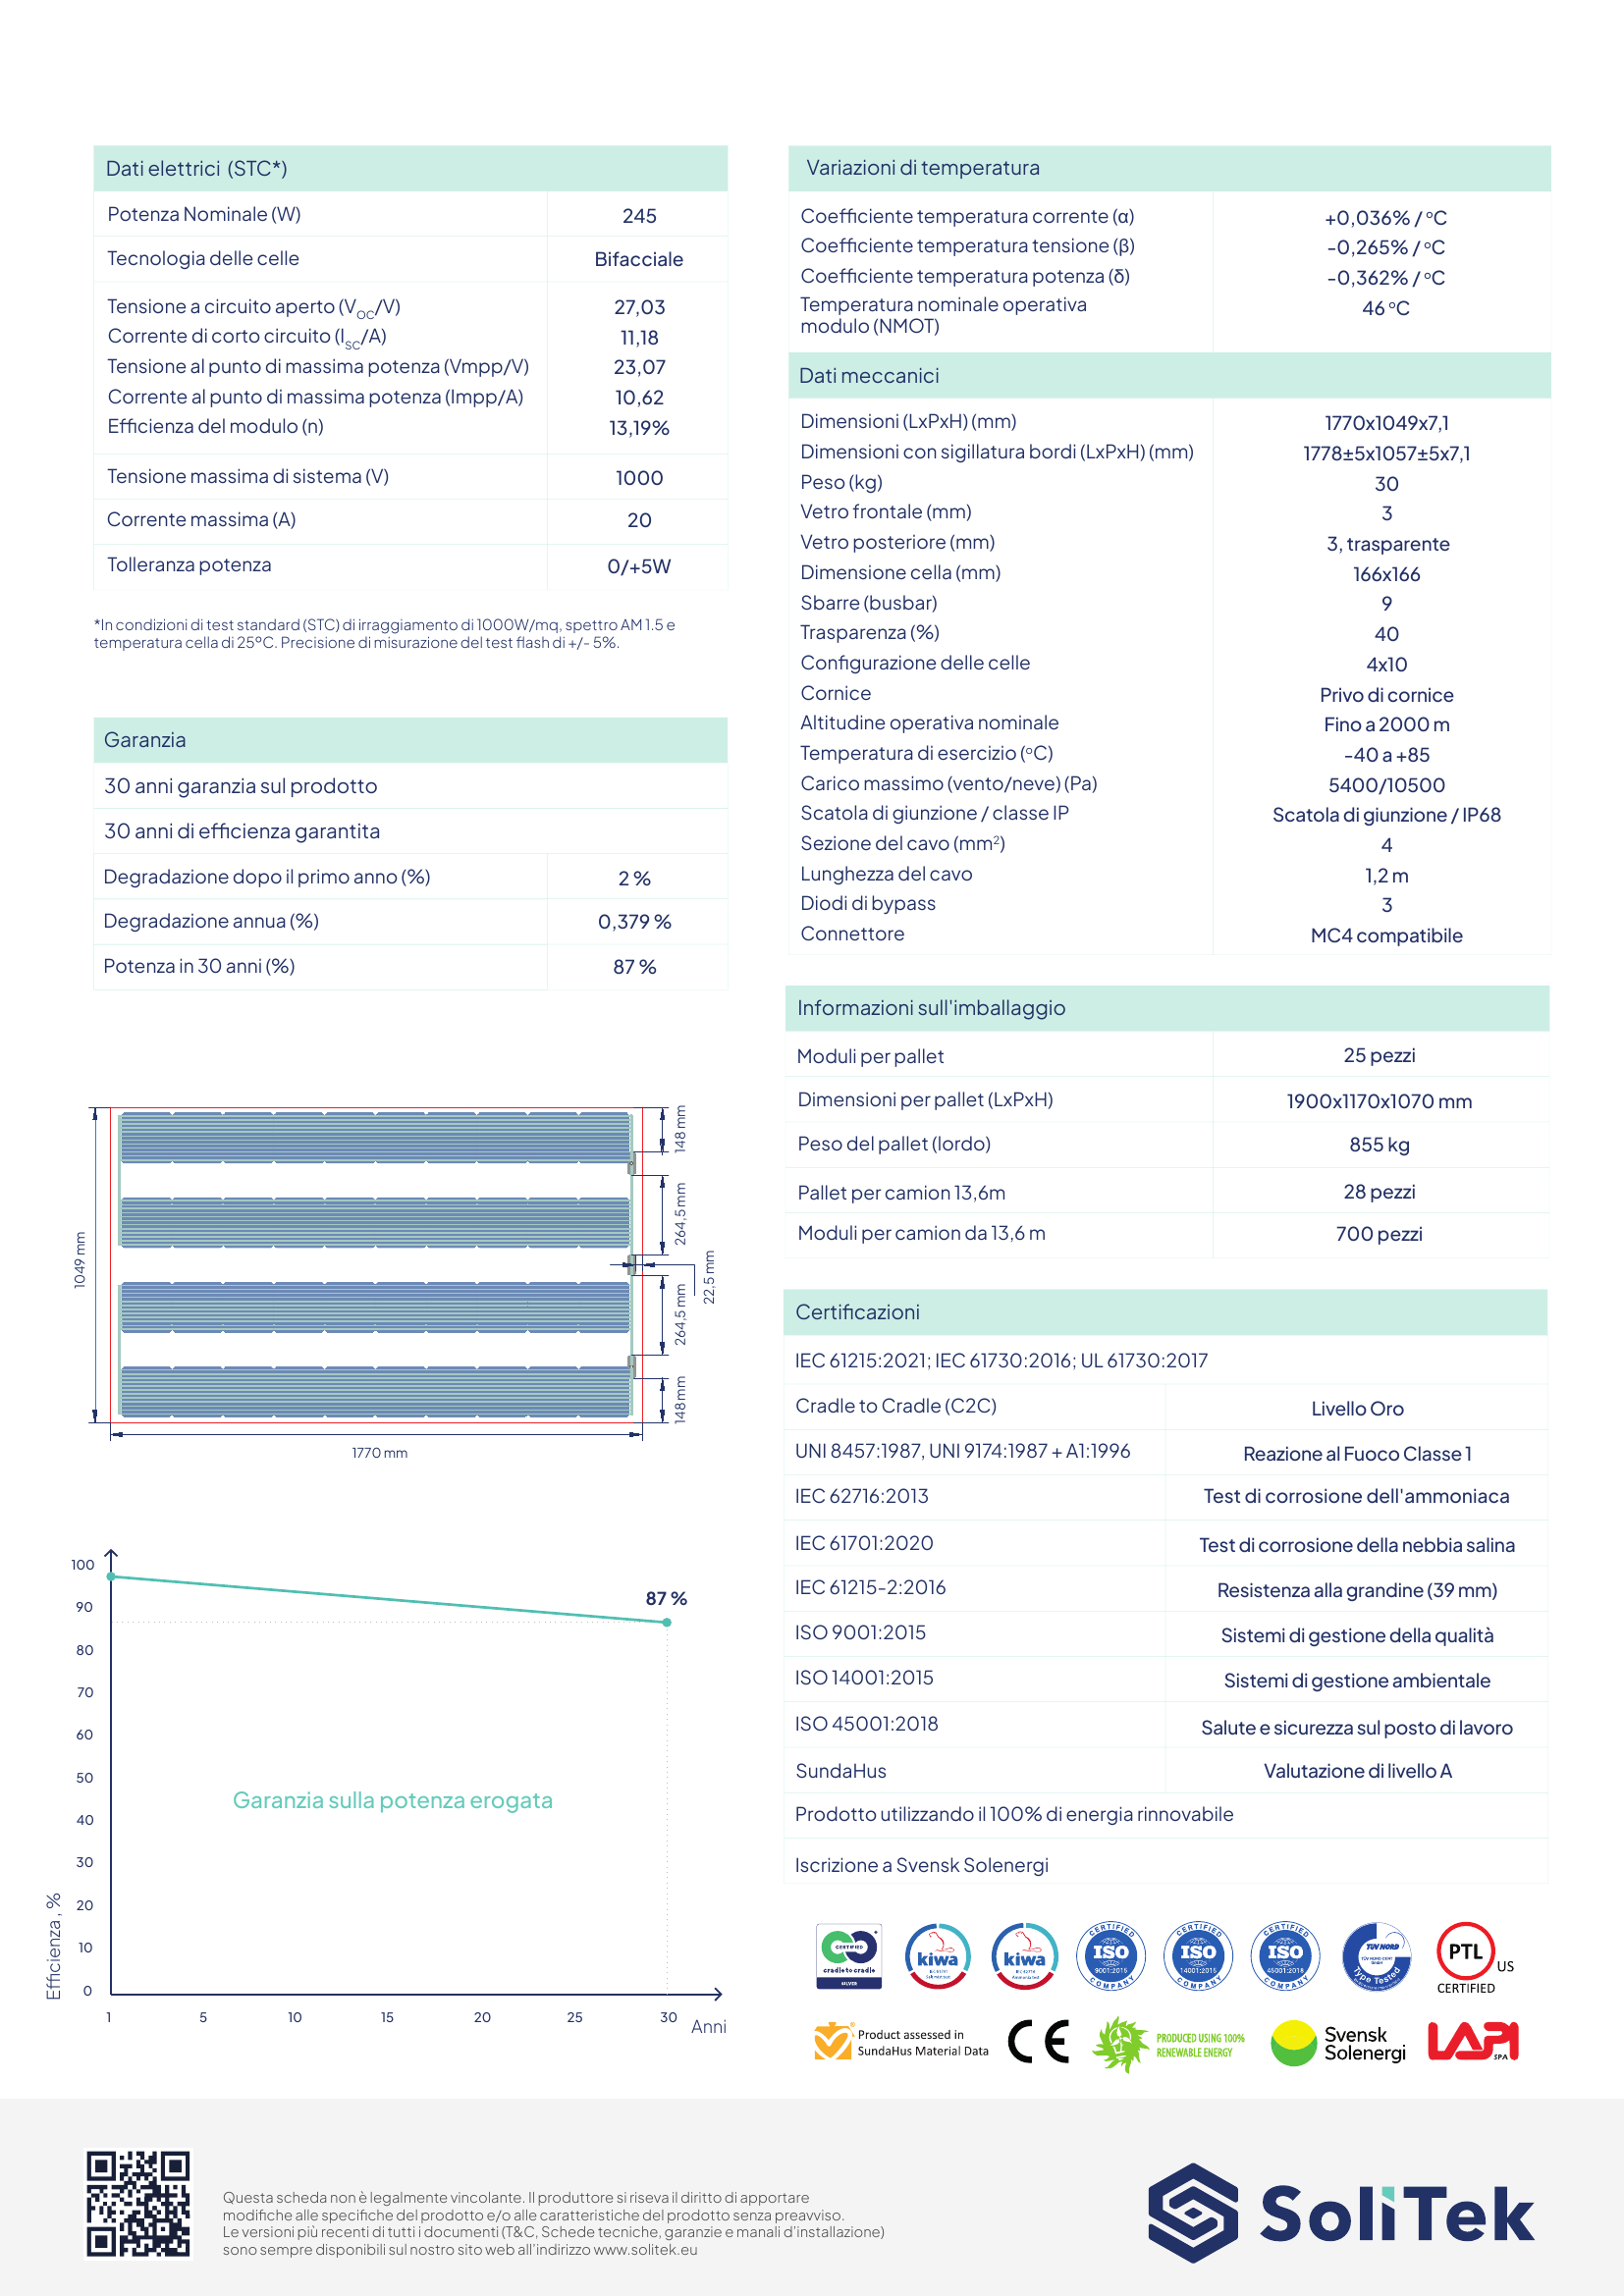 Dati elettrici (STC*)
Potenza Nominale (W) 245
Tecnologia delle celle Bifacciale
Tensione a circuito aperto (VOC/V) 27,03
Corrente di corto circuito (ISC/A) 11,18
Tensione al punto di massima potenza (Vmpp/V) 23,07
Corrente al punto di massima potenza (Impp/A) 10,62
Efficienza del modulo (n) 13,19%
Tensione massima di sistema (V) 1000
Corrente massima (A) 20
Tolleranza potenza 0/+5W
*In condizioni di test standard (STC) di irraggiamento di 1000W/mq, spettro AM 1.5 e
temperatura cella di 25ºC. Precisione di misurazione del test flash di +/- 5%.
Garanzia
30 anni garanzia sul prodotto
30 anni di efficienza garantita
Degradazione dopo il primo anno (%) 2 %
Degradazione annua (%) 0,379 %
Potenza in 30 anni (%) 87 %
1049 mm
148 mm
264,5 mm
22,5 mm
264,5 mm
148 mm
1770 mm
100
90
80
70
60
50
40
30
20
10
0
Efficienza , %
87 %
Garanzia sulla potenza erogata
1 5 10 15 20 25 30 Anni
Variazioni di temperatura
Coefficiente temperatura corrente (α) +0,036% / ºC
Coefficiente temperatura tensione (β) -0,265% / ºC
Coefficiente temperatura potenza (δ) -0,362% / ºC
Temperatura nominale operativa 46 ºC
modulo (NMOT)
Dati meccanici
Dimensioni (LxPxH) (mm) 1770x1049x7,1
Dimensioni con sigillatura bordi (LxPxH) (mm) 1778±5x1057±5x7,1
Peso (kg) 30
Vetro frontale (mm) 3
Vetro posteriore (mm) 3, trasparente
Dimensione cella (mm) 166x166
Sbarre (busbar) 9
Trasparenza (%) 40
Configurazione delle celle 4x10
Cornice Privo di cornice
Altitudine operativa nominale Fino a 2000 m
Temperatura di esercizio (ºC) -40 a +85
Carico massimo (vento/neve) (Pa) 5400/10500
Scatola di giunzione / classe IP Scatola di giunzione / IP68
Sezione del cavo (mm²) 4
Lunghezza del cavo 1,2 m
Diodi di bypass 3
Connettore MC4 compatibile
Informazioni sull'imballaggio
Moduli per pallet 25 pezzi
Dimensioni per pallet (LxPxH) 1900x1170x1070 mm
Peso del pallet (lordo) 855 kg
Pallet per camion 13,6m 28 pezzi
Moduli per camion da 13,6 m 700 pezzi
Certificazioni
IEC 61215:2021; IEC 61730:2016; UL 61730:2017
Cradle to Cradle (C2C) Livello Oro
UNI 8457:1987, UNI 9174:1987 + A1:1996 Reazione al Fuoco Classe 1
IEC 62716:2013 Test di corrosione dell'ammoniaca
IEC 61701:2020 Test di corrosione della nebbia salina
IEC 61215-2:2016 Resistenza alla grandine (39 mm)
ISO 9001:2015 Sistemi di gestione della qualità
ISO 14001:2015 Sistemi di gestione ambientale
ISO 45001:2018 Salute e sicurezza sul posto di lavoro
SundaHus Valutazione di livello A
Prodotto utilizzando il 100% di energia rinnovabile
Iscrizione a Svensk Solenergi
CERTIFIED
cradle to cradle
SILVER
kiwa
kiwa
CERTIFIED ISO 9001:2015 COMPANY
CERTIFIED ISO 14001:2015 COMPANY
CERTIFIED ISO 45001:2018 COMPANY
TÜV NORD
Type Tested
PTL US
CERTIFIED
Product assessed in
SundaHus Material Data
CE
PRODUCED USING 100%
RENEWABLE ENERGY
Svensk
Solenergi
LAPI
SPA
Questa scheda non è legalmente vincolante. Il produttore si riseva il diritto di apportare
modifiche alle specifiche del prodotto e/o alle caratteristiche del prodotto senza preavviso.
Le versioni più recenti di tutti i documenti (T&C, Schede tecniche, garanzie e manali d'installazione)
sono sempre disponibili sul nostro sito web all'indirizzo www.solitek.eu
SoliTek